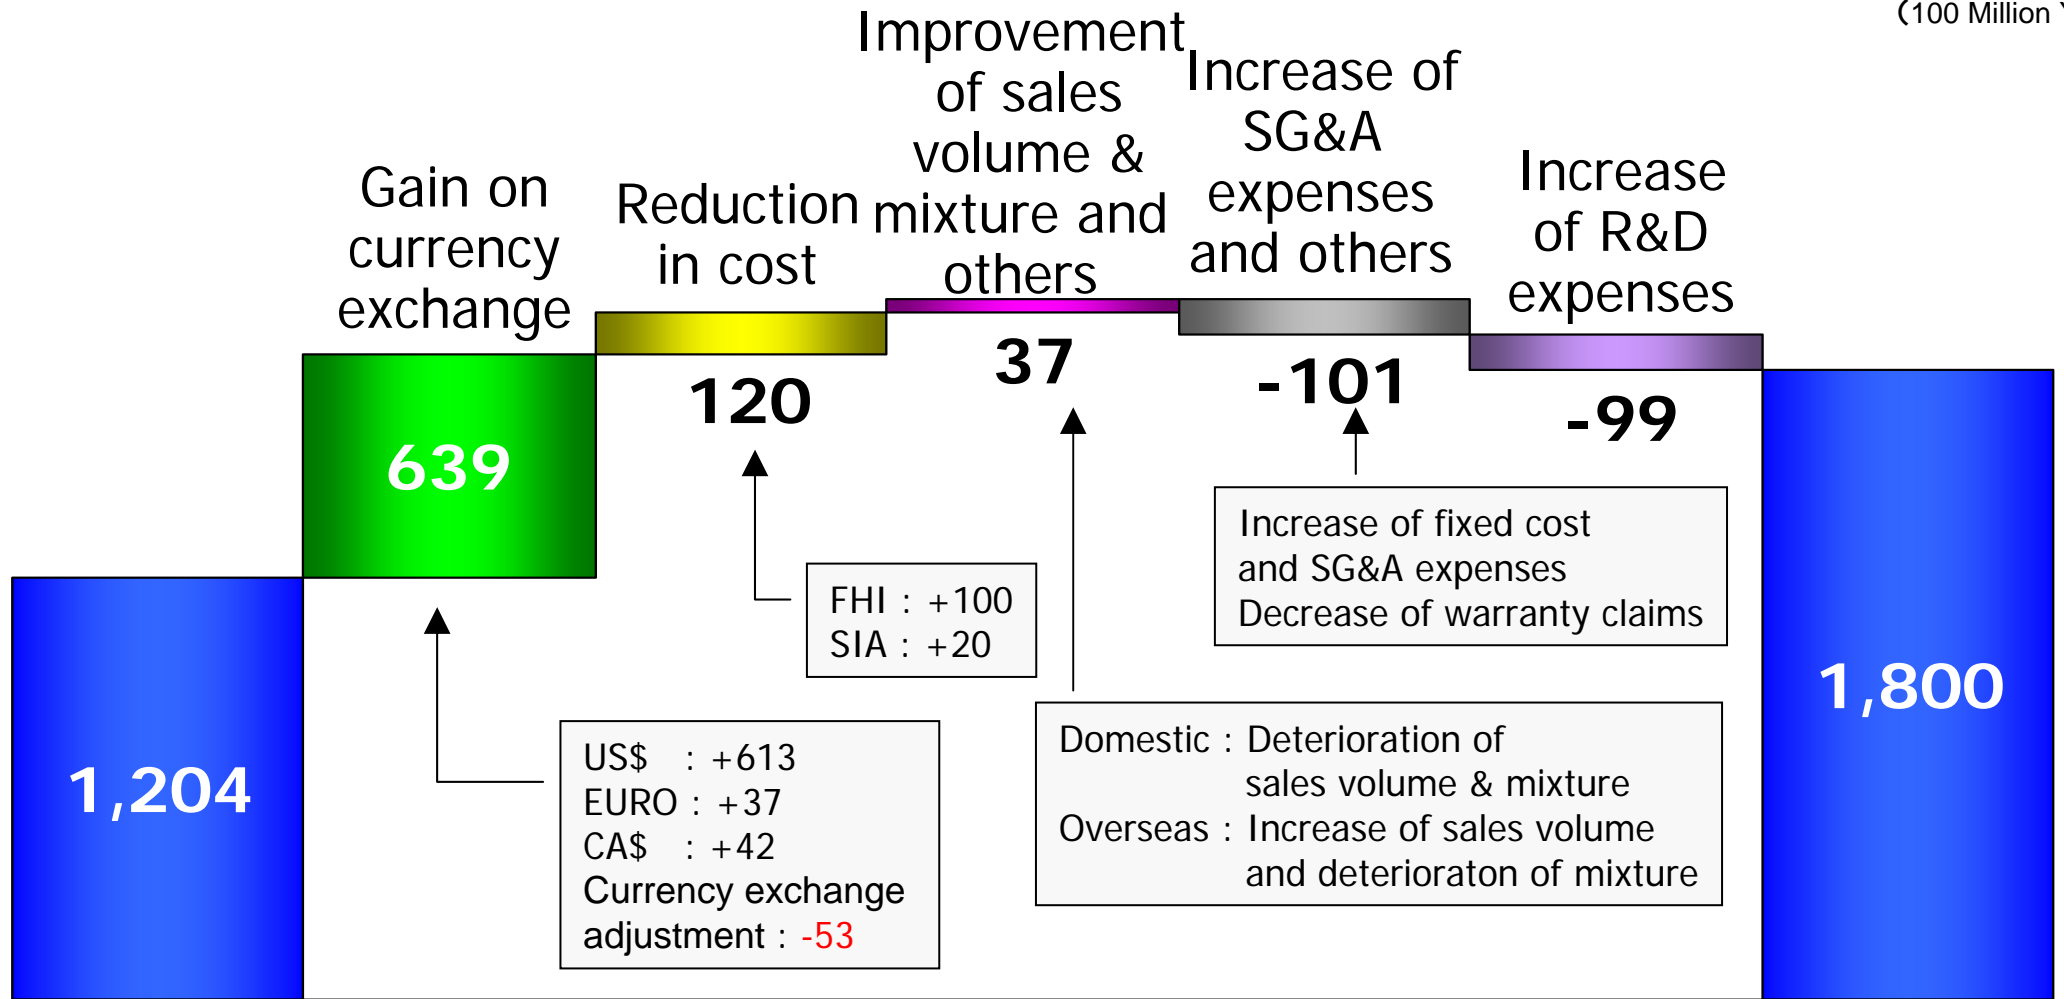 (100 Million
Gain on
currency
exchange
Reduction
in cost
Improvement
of sales
volume &
mixture and
others
Increase of
SG&A
expenses
and others
Increase
of R&D
expenses
1,204
639
120
37
-101
-99
1,800
US$ : +613
EURO : +37
CA$ : +42
Currency exchange
adjustment : -53
FHI : +100
SIA : +20
Domestic : Deterioration of
sales volume & mixture
Overseas : Increase of sales volume
and deterioraton of mixture
Increase of fixed cost
and SG&A expenses
Decrease of warranty claims